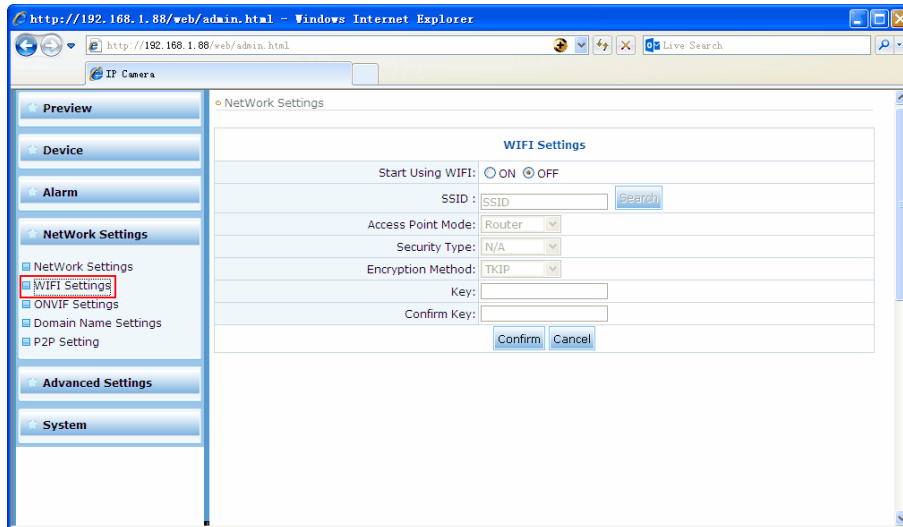 http://192.168.1.88/web/admin.html - Windows Internet Explorer
http://192.168.1.88/web/admin.html
Live Search
IP Camera
Preview
Device
Alarm
NetWork Settings
NetWork Settings
WIFI Settings
ONVIF Settings
Domain Name Settings
P2P Setting
Advanced Settings
System
NetWork Settings
WIFI Settings
Start Using WIFI: ON OFF
SSID : SSID Search
Access Point Mode: Router
Security Type: N/A
Encryption Method: TKIP
Key:
Confirm Key:
Confirm Cancel